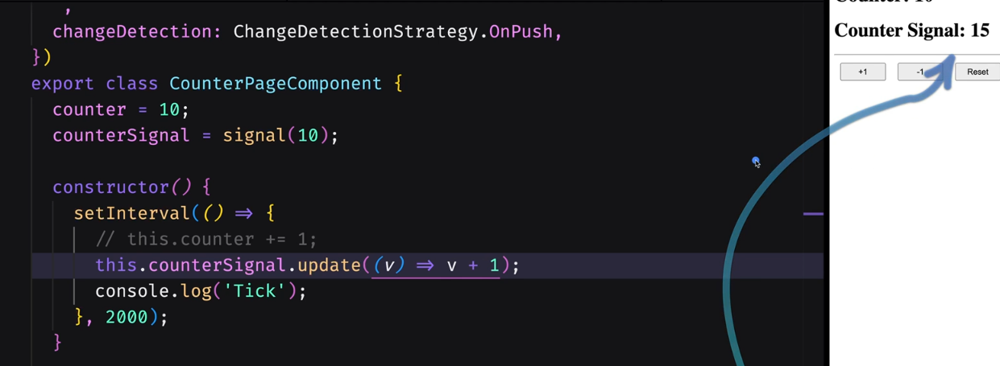 ,
changeDetection: ChangeDetectionStrategy.OnPush,
})
export class CounterPageComponent {
counter = 10;
counterSignal = signal(10);
constructor() {
setInterval(() => {
// this.counter += 1;
this.counterSignal.update((v) => v + 1);
console.log('Tick');
}, 2000);
}
Counter: 10
Counter Signal: 15
+1
-1
Reset